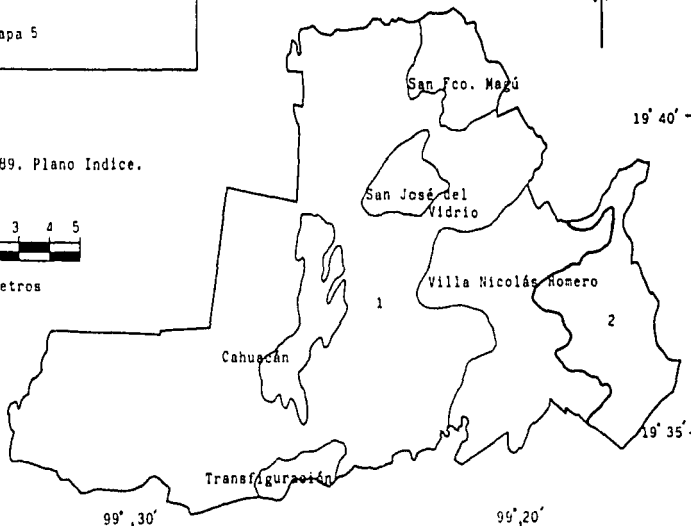 apa 5
San Fco. Magú
19° 40′
89. Plano Indice.
San José del
Vidrio
3 4 5
etros
Villa Nicolás Romero
1
2
Cahuacán
19° 35′
Transfiguración
99°,30′
99°,20′